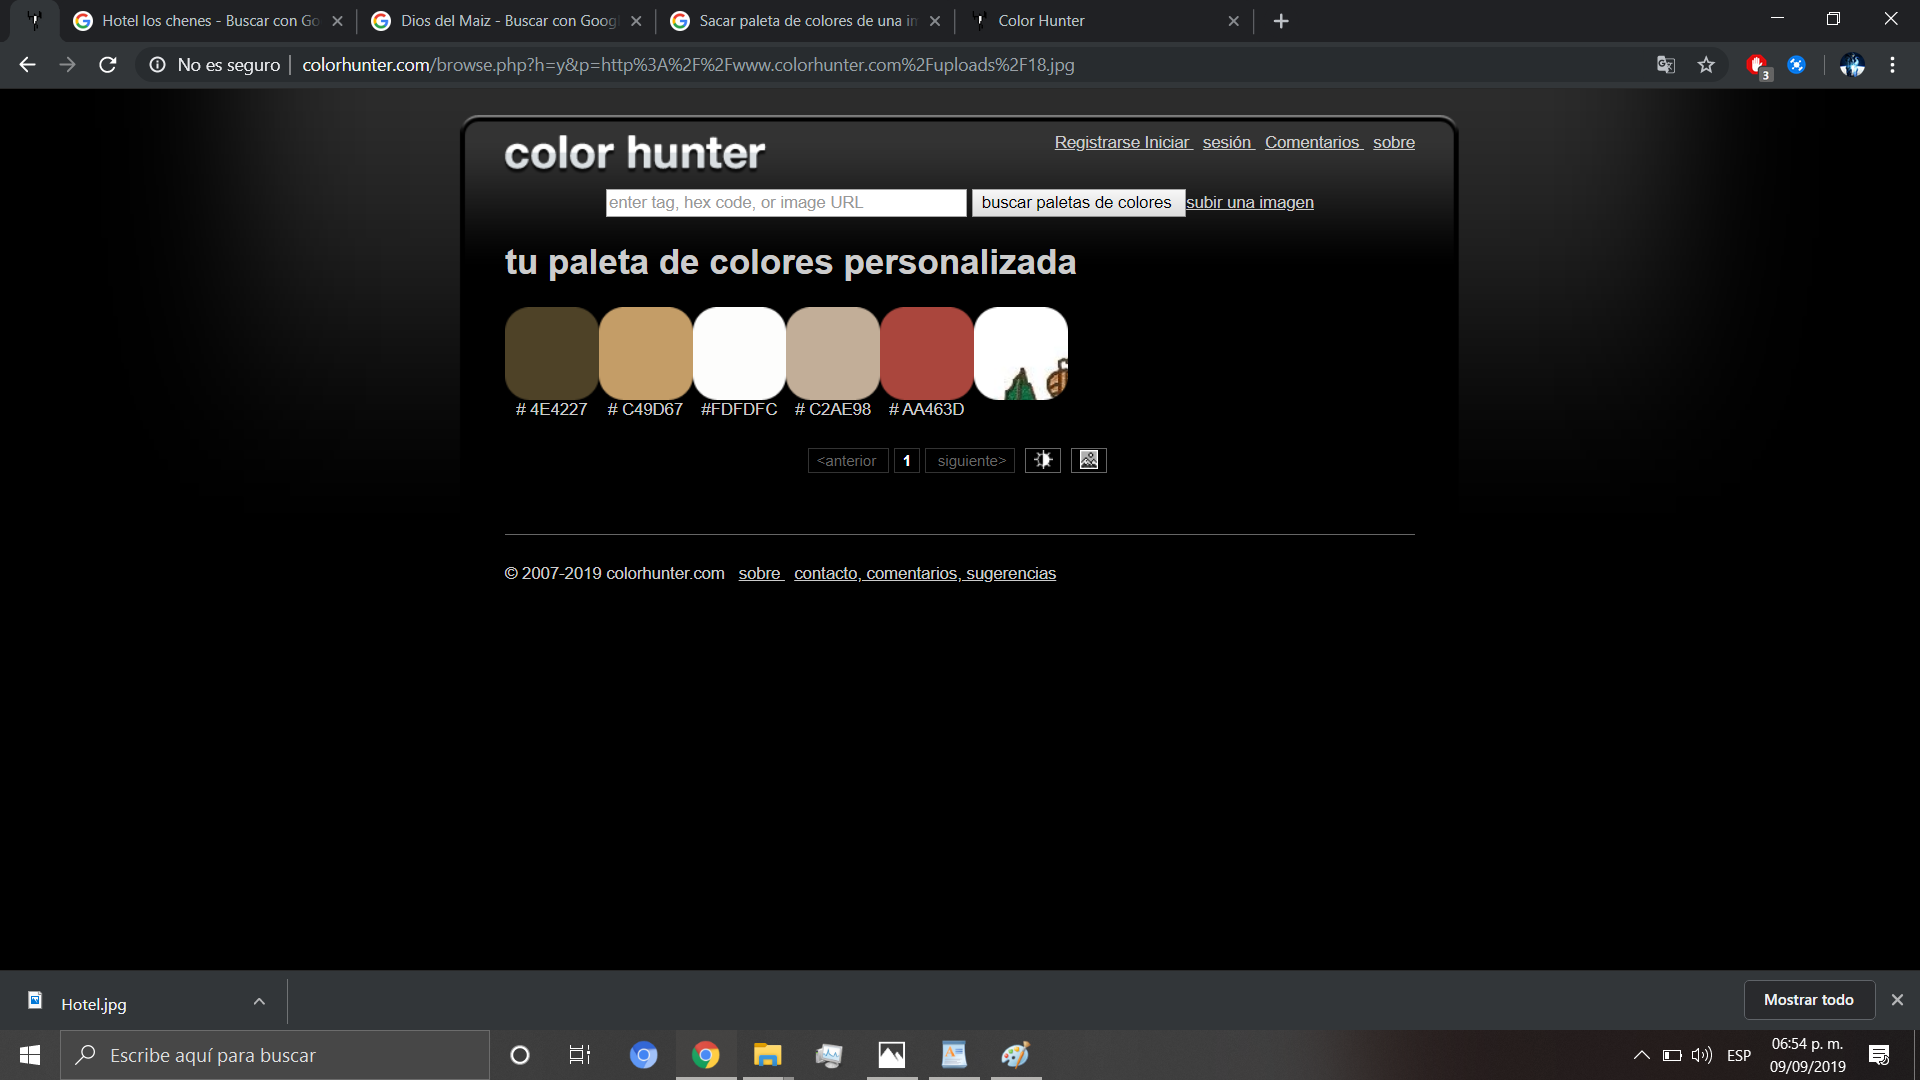 Hotel los chenes - Buscar con Go
Dios del Maiz - Buscar con Goog
Sacar paleta de colores de una in
Color Hunter
No es seguro
colorhunter.com/browse.php?h=y&p=http%3A%2F%2Fwww.colorhunter.com%2Fuploads%2F18.jpg
3
color hunter
Registrarse Iniciar sesión Comentarios sobre
enter tag, hex code, or image URL
buscar paletas de colores
subir una imagen
tu paleta de colores personalizada
# 4E4227
# C49D67
#FDFDFC
# C2AE98
# AA463D
<anterior
1
siguiente>
© 2007-2019 colorhunter.com sobre contacto, comentarios, sugerencias
Hotel.jpg
Mostrar todo
Escribe aquí para buscar
ESP
06:54 p. m.
09/09/2019